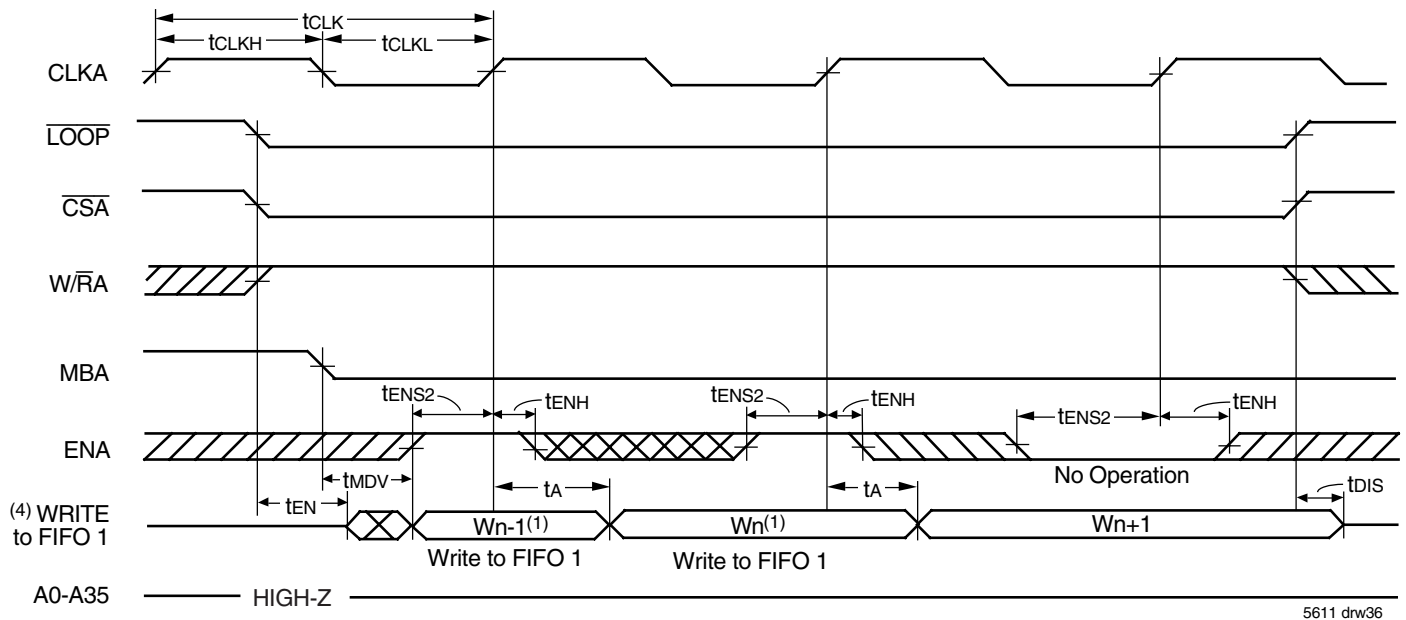 tCLK
tCLKH tCLKL
CLKA
LOOP
CSA
W/RA
MBA
tENS2 tENH tENS2 tENH tENS2 tENH
ENA
No Operation
tMDV
tEN tA tA tDIS
(4) WRITE
to FIFO 1
Wn-1(1) Wn(1) Wn+1
Write to FIFO 1 Write to FIFO 1
A0-A35 HIGH-Z
5611 drw36